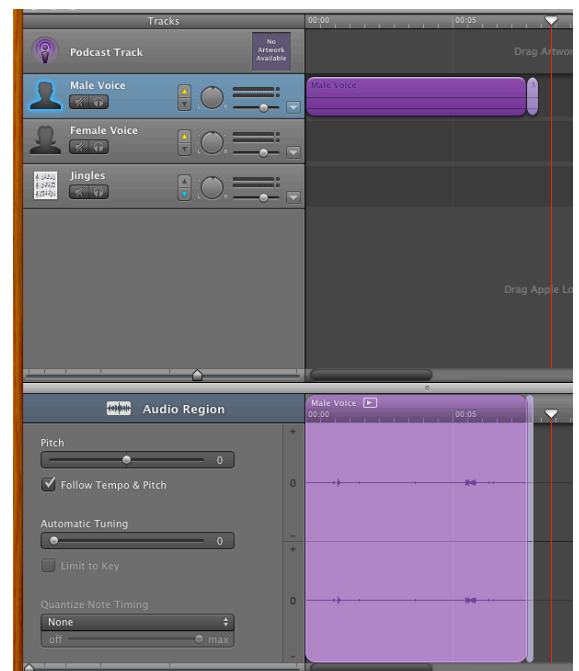 Tracks
00:00
00:05
Podcast Track
No
Artwork
Available
Drag Artwor
Male Voice
Male Voice
L R
Female Voice
L R
Jingles
L R
Drag Apple Lo
Audio Region
Male Voice
00:00
00:05
Pitch
0
Follow Tempo & Pitch
Automatic Tuning
0
Limit to Key
Quantize Note Timing
None
off max
+
0
-
+
0
-